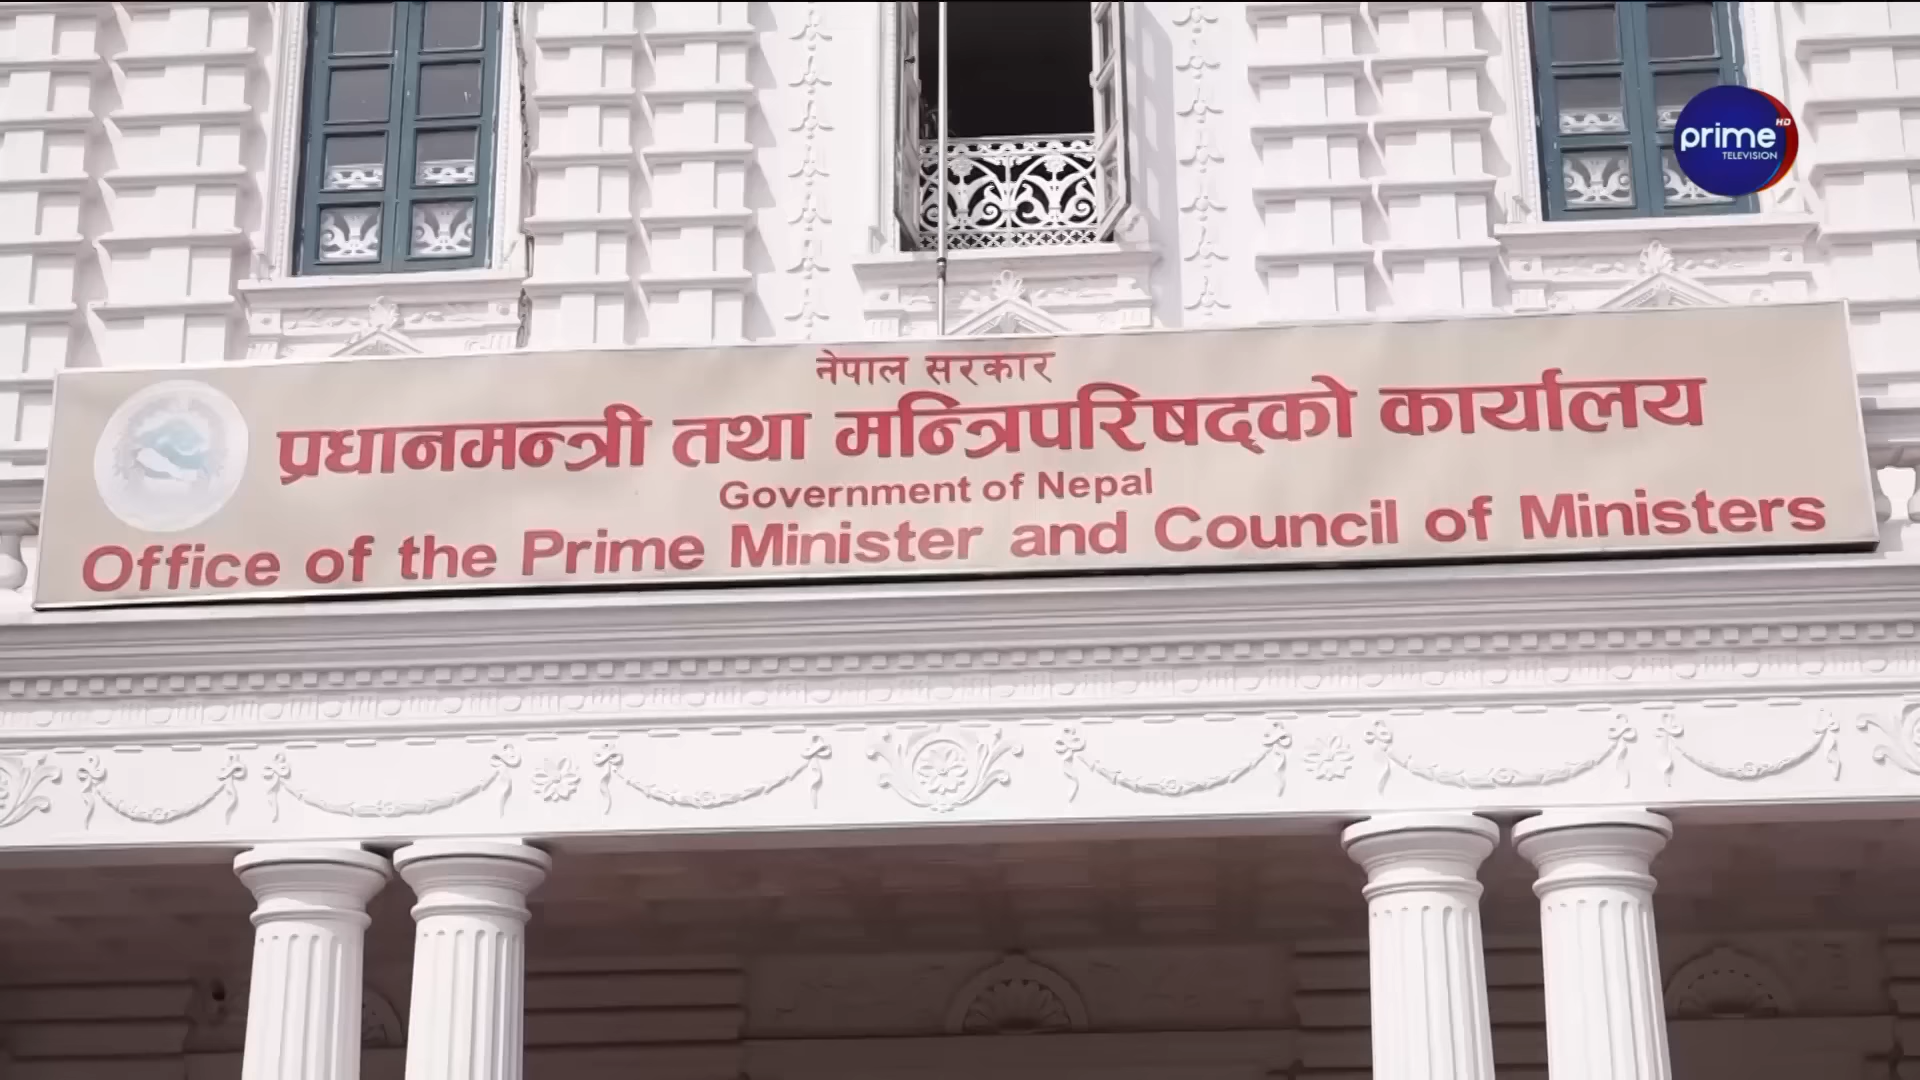 prime HD
TELEVISION
नेपाल सरकार
प्रधानमन्त्री तथा मन्त्रिपरिषद्को कार्यालय
Government of Nepal
Office of the Prime Minister and Council of Ministers